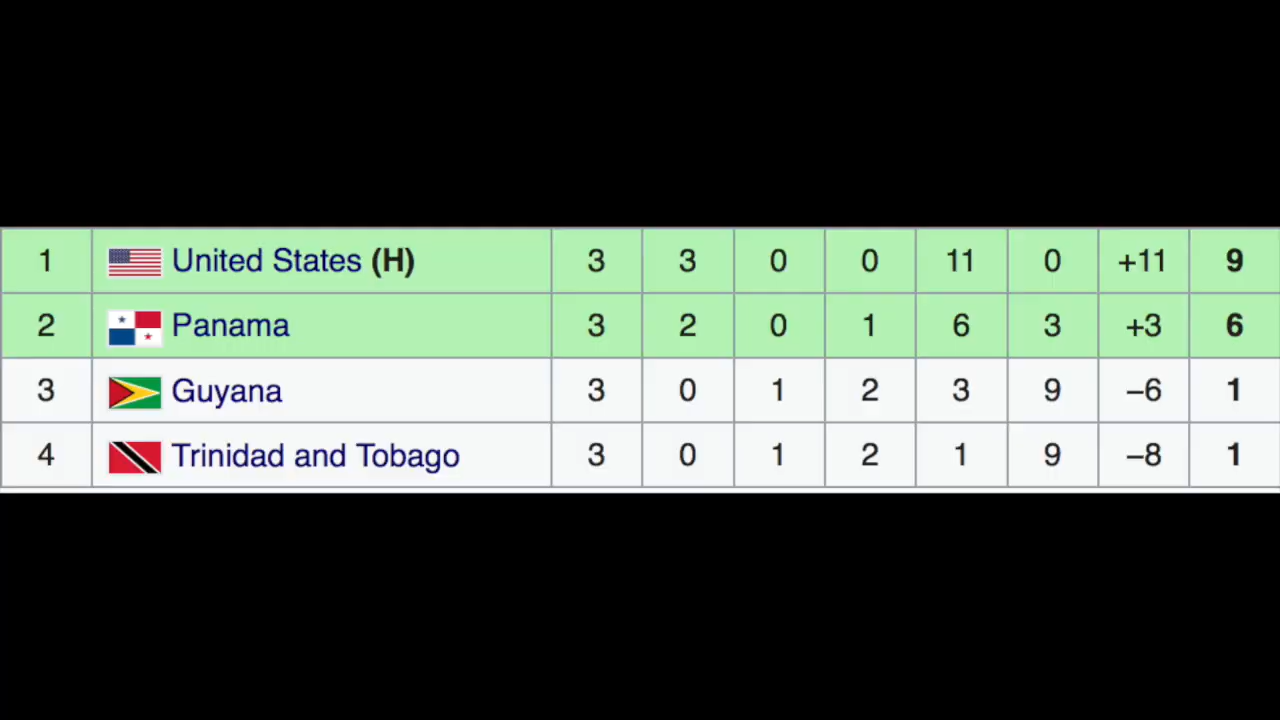 1 United States (H) 3 3 0 0 11 0 +11 9
2 Panama 3 2 0 1 6 3 +3 6
3 Guyana 3 0 1 2 3 9 −6 1
4 Trinidad and Tobago 3 0 1 2 1 9 −8 1